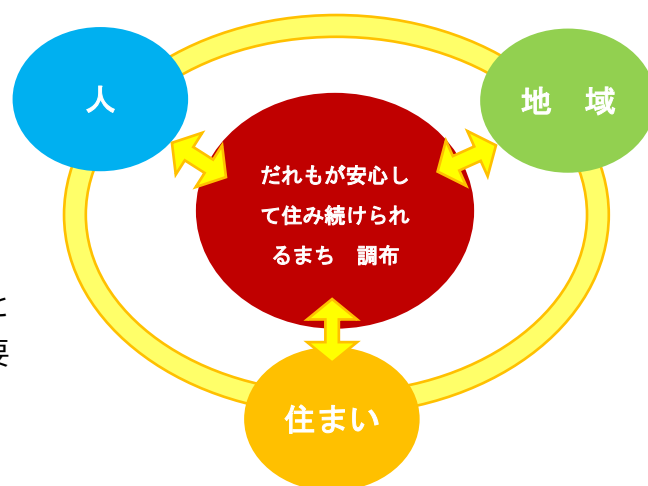 人
地　域
だれもが安心し
て住み続けられ
るまち　調布
要
住まい